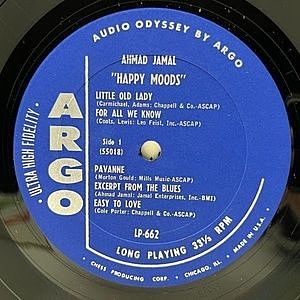 AUDIO ODYSSEY BY ARGO
AHMAD JAMAL
"HAPPY MOODS"
LITTLE OLD LADY
(Carmichael, Adams: Chappell & Co.-ASCAP)
FOR ALL WE KNOW
(Coots, Lewis: Leo Feist, Inc.-ASCAP)
Side 1
(55018)
PAVANNE
(Morton Gould: Mills Music-ASCAP)
EXCERPT FROM THE BLUES
(Ahmad Jamal: Jamal Enterprises, Inc.-BMI)
EASY TO LOVE
(Cole Porter: Chappell & Co.-ASCAP)
LP-662
LONG PLAYING 33⅓ RPM
CHESS PRODUCING CORP. • CHICAGO, ILL. • MADE IN U.S.A.
ARGO
• ULTRA HIGH FIDELITY •